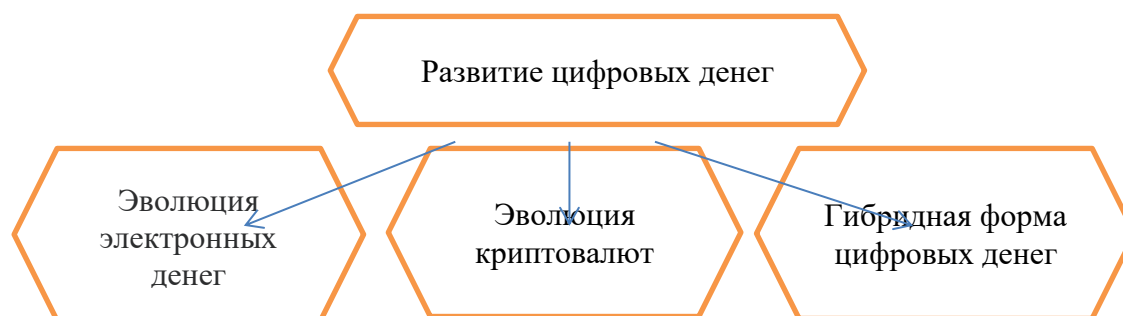 Развитие цифровых денег
Эволюция
электронных
денег
Эволюция
криптовалют
Гибридная форма
цифровых денег